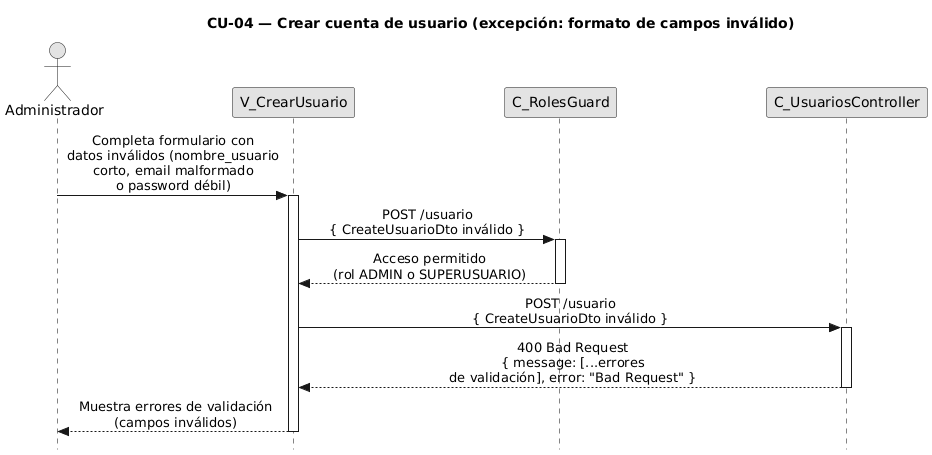 CU-04 — Crear cuenta de usuario (excepción: formato de campos inválido)
Administrador
V_CrearUsuario
C_RolesGuard
C_UsuariosController
Completa formulario con
datos inválidos (nombre_usuario
corto, email malformado
o password débil)
POST /usuario
{ CreateUsuarioDto inválido }
Acceso permitido
(rol ADMIN o SUPERUSUARIO)
POST /usuario
{ CreateUsuarioDto inválido }
400 Bad Request
{ message: [...errores
de validación], error: "Bad Request" }
Muestra errores de validación
(campos inválidos)